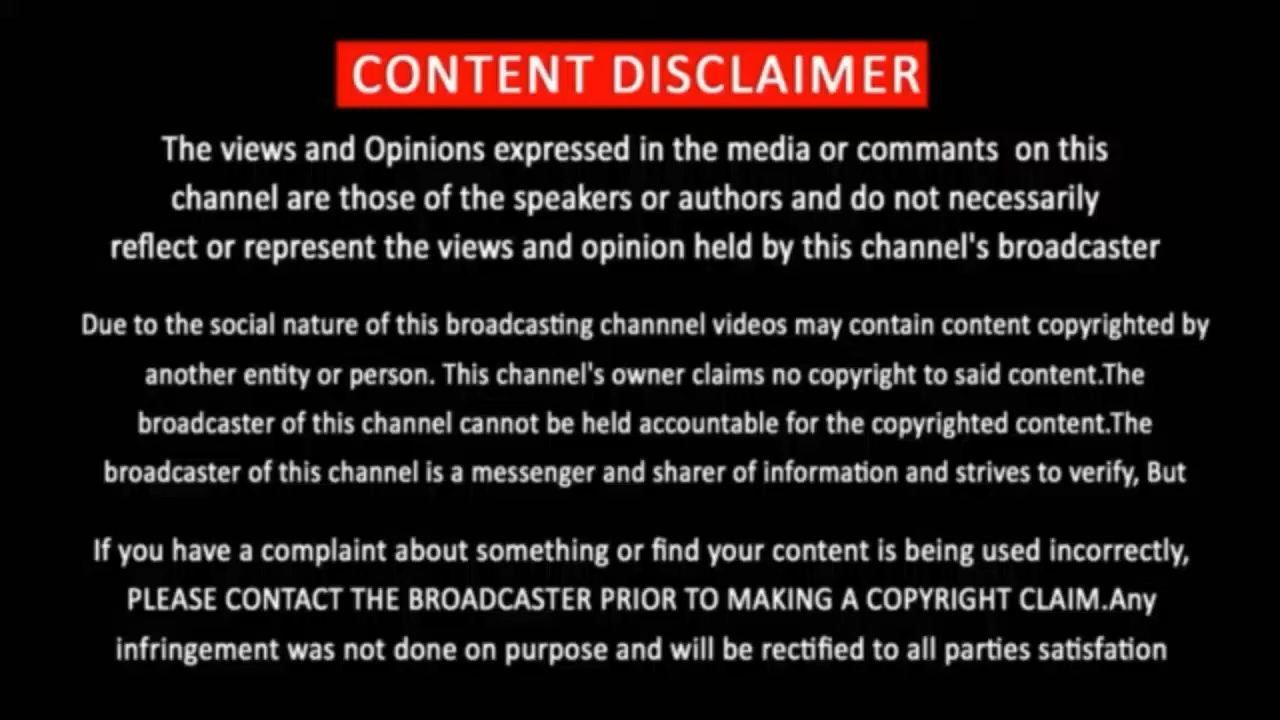 CONTENT DISCLAIMER
The views and Opinions expressed in the media or commants on this
channel are those of the speakers or authors and do not necessarily
reflect or represent the views and opinion held by this channel's broadcaster
Due to the social nature of this broadcasting channnel videos may contain content copyrighted by
another entity or person. This channel's owner claims no copyright to said content.The
broadcaster of this channel cannot be held accountable for the copyrighted content.The
broadcaster of this channel is a messenger and sharer of information and strives to verify, But
If you have a complaint about something or find your content is being used incorrectly,
PLEASE CONTACT THE BROADCASTER PRIOR TO MAKING A COPYRIGHT CLAIM.Any
infringement was not done on purpose and will be rectified to all parties satisfation